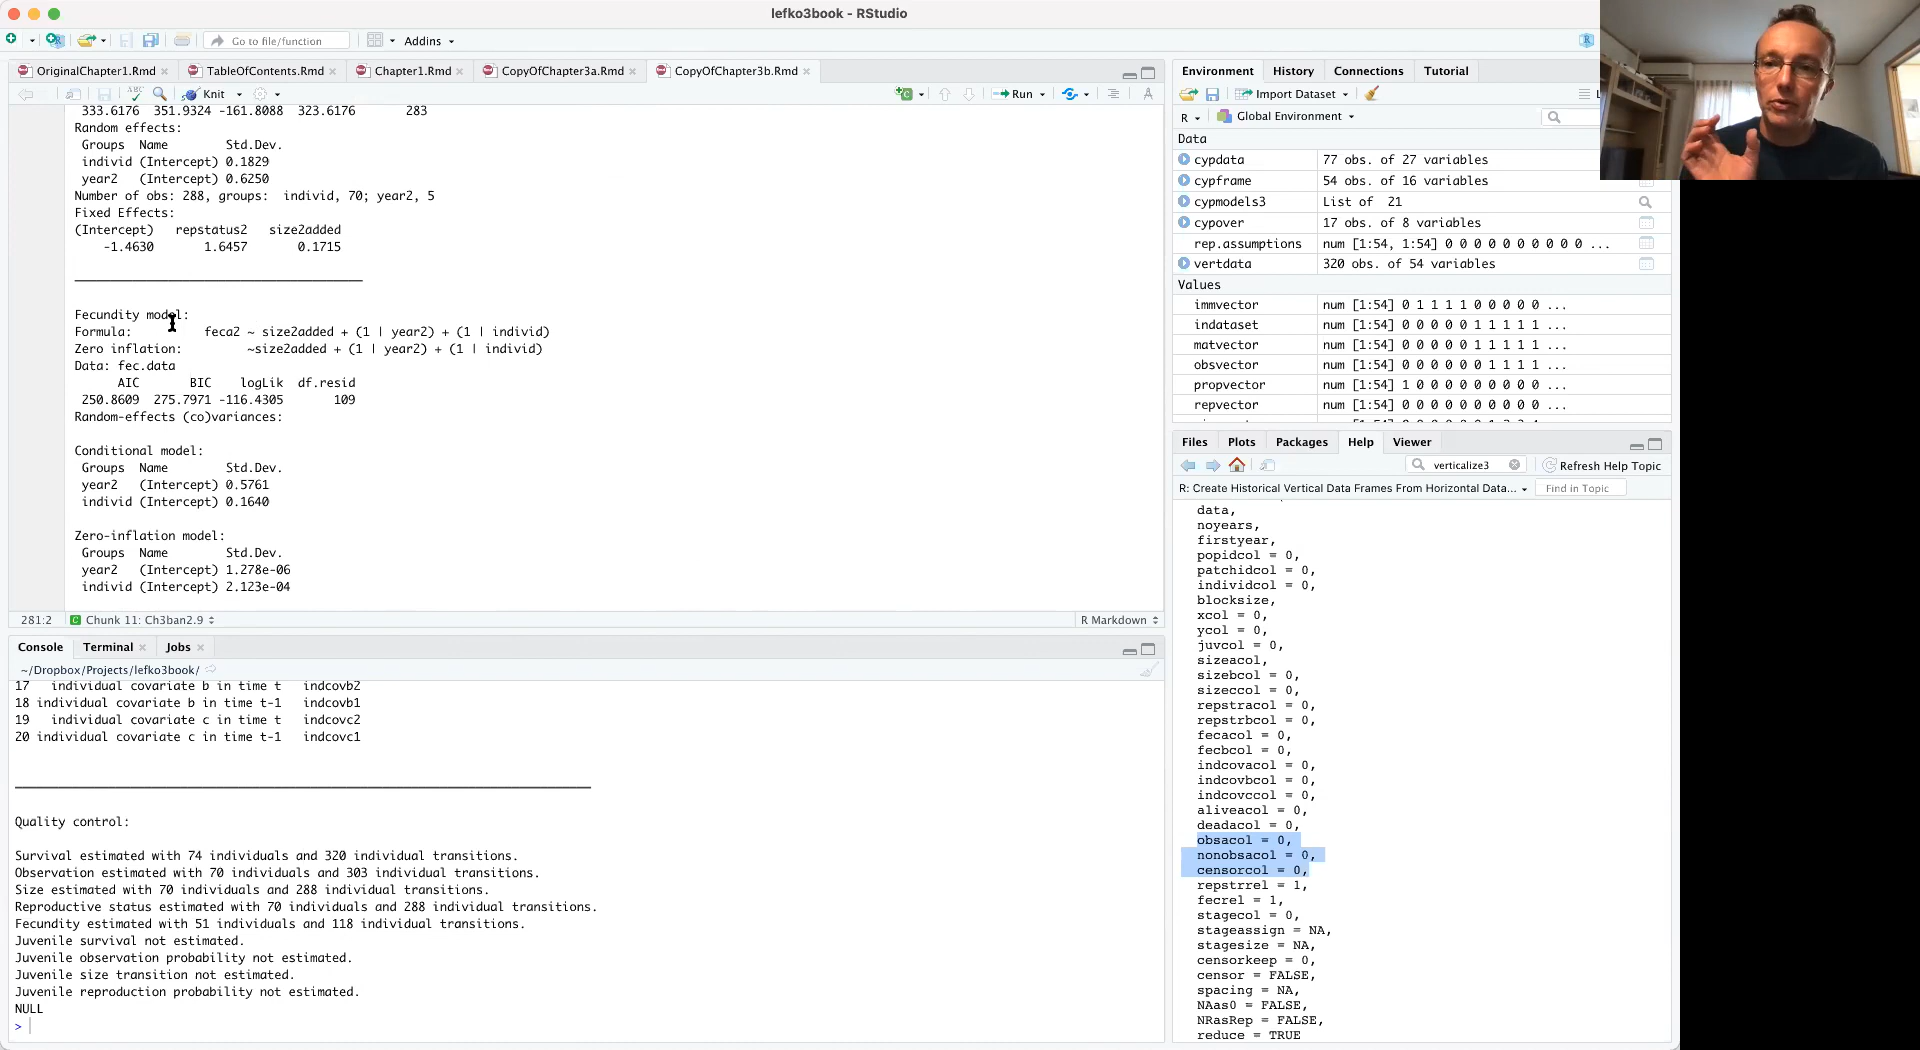 lefko3book - RStudio
Go to file/function
Addins
OriginalChapter1.Rmd
TableOfContents.Rmd
Chapter1.Rmd
CopyOfChapter3a.Rmd
CopyOfChapter3b.Rmd
ABC
Knit
Run
333.6176 351.9324 -161.8088 323.6176 283
Random effects:
Groups Name Std.Dev.
individ (Intercept) 0.1829
year2 (Intercept) 0.6250
Number of obs: 288, groups: individ, 70; year2, 5
Fixed Effects:
(Intercept) repstatus2 size2added
-1.4630 1.6457 0.1715
Fecundity model:
Formula: feca2 ~ size2added + (1 | year2) + (1 | individ)
Zero inflation: ~size2added + (1 | year2) + (1 | individ)
Data: fec.data
AIC BIC logLik df.resid
250.8609 275.7971 -116.4305 109
Random-effects (co)variances:
Conditional model:
Groups Name Std.Dev.
year2 (Intercept) 0.5761
individ (Intercept) 0.1640
Zero-inflation model:
Groups Name Std.Dev.
year2 (Intercept) 1.278e-06
individ (Intercept) 2.123e-04
281:2
Chunk 11: Ch3ban2.9
R Markdown
Console
Terminal
Jobs
~/Dropbox/Projects/lefko3book/
17 individual covariate b in time t indcovb2
18 individual covariate b in time t-1 indcovb1
19 individual covariate c in time t indcovc2
20 individual covariate c in time t-1 indcovc1
Quality control:
Survival estimated with 74 individuals and 320 individual transitions.
Observation estimated with 70 individuals and 303 individual transitions.
Size estimated with 70 individuals and 288 individual transitions.
Reproductive status estimated with 70 individuals and 288 individual transitions.
Fecundity estimated with 51 individuals and 118 individual transitions.
Juvenile survival not estimated.
Juvenile observation probability not estimated.
Juvenile size transition not estimated.
Juvenile reproduction probability not estimated.
NULL
>
Environment
History
Connections
Tutorial
Import Dataset
R
Global Environment
Data
cypdata 77 obs. of 27 variables
cypframe 54 obs. of 16 variables
cypmodels3 List of 21
cypover 17 obs. of 8 variables
rep.assumptions num [1:54, 1:54] 0 0 0 0 0 0 0 0 0 0 ...
vertdata 320 obs. of 54 variables
Values
immvector num [1:54] 0 1 1 1 1 0 0 0 0 0 ...
indataset num [1:54] 0 0 0 0 0 1 1 1 1 1 ...
matvector num [1:54] 0 0 0 0 0 1 1 1 1 1 ...
obsvector num [1:54] 0 0 0 0 0 0 1 1 1 1 ...
propvector num [1:54] 1 0 0 0 0 0 0 0 0 0 ...
repvector num [1:54] 0 0 0 0 0 0 0 0 0 0 ...
Files
Plots
Packages
Help
Viewer
verticalize3
Refresh Help Topic
R: Create Historical Vertical Data Frames From Horizontal Data...
Find in Topic
data,
noyears,
firstyear,
popidcol = 0,
patchidcol = 0,
individcol = 0,
blocksize,
xcol = 0,
ycol = 0,
juvcol = 0,
sizeacol,
sizebcol = 0,
sizeccol = 0,
repstracol = 0,
repstrbcol = 0,
fecacol = 0,
fecbcol = 0,
indcovacol = 0,
indcovbcol = 0,
indcovccol = 0,
aliveacol = 0,
deadacol = 0,
obsacol = 0,
nonobsacol = 0,
censorcol = 0,
repstrrel = 1,
fecrel = 1,
stagecol = 0,
stageassign = NA,
stagesize = NA,
censorkeep = 0,
censor = FALSE,
spacing = NA,
NAas0 = FALSE,
NRasRep = FALSE,
reduce = TRUE